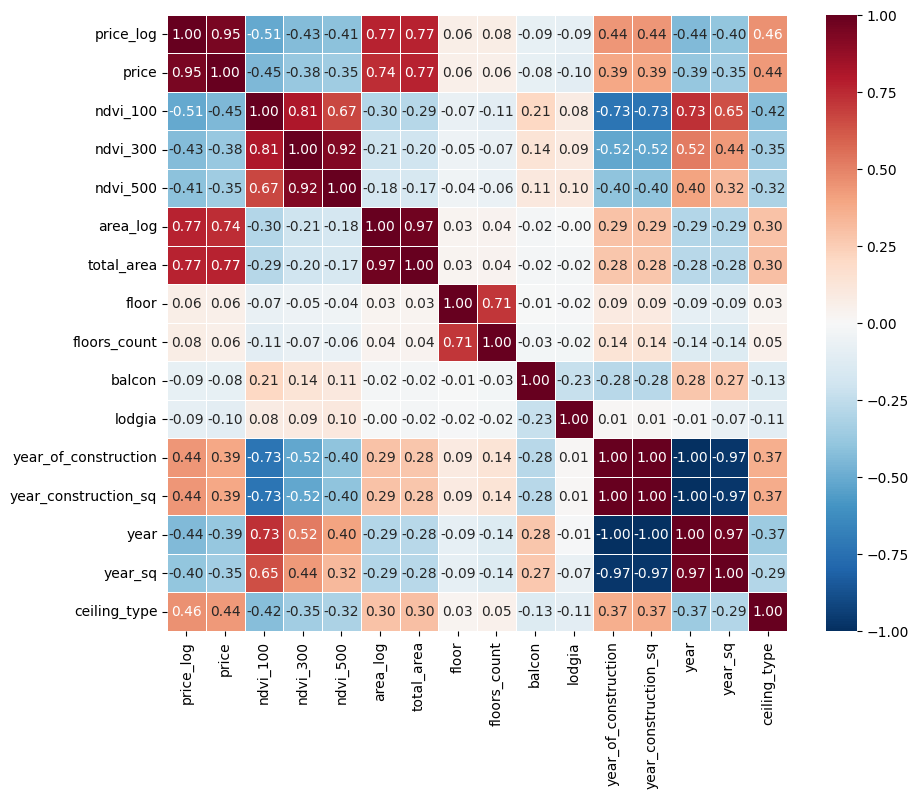 price_log 1.00 0.95 -0.51 -0.43 -0.41 0.77 0.77 0.06 0.08 -0.09 -0.09 0.44 0.44 -0.44 -0.40 0.46
price 0.95 1.00 -0.45 -0.38 -0.35 0.74 0.77 0.06 0.06 -0.08 -0.10 0.39 0.39 -0.39 -0.35 0.44
ndvi_100 -0.51 -0.45 1.00 0.81 0.67 -0.30 -0.29 -0.07 -0.11 0.21 0.08 -0.73 -0.73 0.73 0.65 -0.42
ndvi_300 -0.43 -0.38 0.81 1.00 0.92 -0.21 -0.20 -0.05 -0.07 0.14 0.09 -0.52 -0.52 0.52 0.44 -0.35
ndvi_500 -0.41 -0.35 0.67 0.92 1.00 -0.18 -0.17 -0.04 -0.06 0.11 0.10 -0.40 -0.40 0.40 0.32 -0.32
area_log 0.77 0.74 -0.30 -0.21 -0.18 1.00 0.97 0.03 0.04 -0.02 -0.00 0.29 0.29 -0.29 -0.29 0.30
total_area 0.77 0.77 -0.29 -0.20 -0.17 0.97 1.00 0.03 0.04 -0.02 -0.02 0.28 0.28 -0.28 -0.28 0.30
floor 0.06 0.06 -0.07 -0.05 -0.04 0.03 0.03 1.00 0.71 -0.01 -0.02 0.09 0.09 -0.09 -0.09 0.03
floors_count 0.08 0.06 -0.11 -0.07 -0.06 0.04 0.04 0.71 1.00 -0.03 -0.02 0.14 0.14 -0.14 -0.14 0.05
balcon -0.09 -0.08 0.21 0.14 0.11 -0.02 -0.02 -0.01 -0.03 1.00 -0.23 -0.28 -0.28 0.28 0.27 -0.13
lodgia -0.09 -0.10 0.08 0.09 0.10 -0.00 -0.02 -0.02 -0.02 -0.23 1.00 0.01 0.01 -0.01 -0.07 -0.11
year_of_construction 0.44 0.39 -0.73 -0.52 -0.40 0.29 0.28 0.09 0.14 -0.28 0.01 1.00 1.00 -1.00 -0.97 0.37
year_construction_sq 0.44 0.39 -0.73 -0.52 -0.40 0.29 0.28 0.09 0.14 -0.28 0.01 1.00 1.00 -1.00 -0.97 0.37
year -0.44 -0.39 0.73 0.52 0.40 -0.29 -0.28 -0.09 -0.14 0.28 -0.01 -1.00 -1.00 1.00 0.97 -0.37
year_sq -0.40 -0.35 0.65 0.44 0.32 -0.29 -0.28 -0.09 -0.14 0.27 -0.07 -0.97 -0.97 0.97 1.00 -0.29
ceiling_type 0.46 0.44 -0.42 -0.35 -0.32 0.30 0.30 0.03 0.05 -0.13 -0.11 0.37 0.37 -0.37 -0.29 1.00
price_log
price
ndvi_100
ndvi_300
ndvi_500
area_log
total_area
floor
floors_count
balcon
lodgia
year_of_construction
year_construction_sq
year
year_sq
ceiling_type
1.00
0.75
0.50
0.25
0.00
-0.25
-0.50
-0.75
-1.00